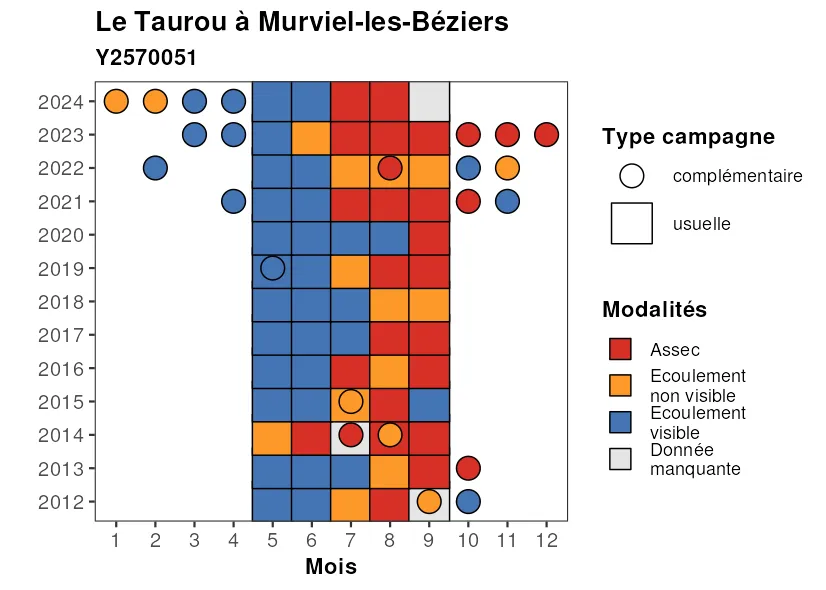 Le Taurou à Murviel-les-Béziers
Y2570051
2024
2023
2022
2021
2020
2019
2018
2017
2016
2015
2014
2013
2012
1 2 3 4 5 6 7 8 9 10 11 12
Mois
Type campagne
complémentaire
usuelle
Modalités
Assec
Ecoulement
non visible
Ecoulement
visible
Donnée
manquante